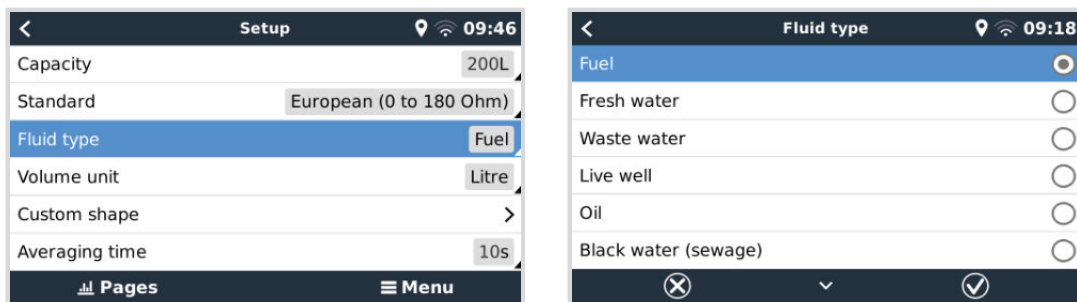 Setup 09:46
Capacity 200L
Standard European (0 to 180 Ohm)
Fluid type Fuel
Volume unit Litre
Custom shape
Averaging time 10s
Pages Menu
Fluid type 09:18
Fuel
Fresh water
Waste water
Live well
Oil
Black water (sewage)